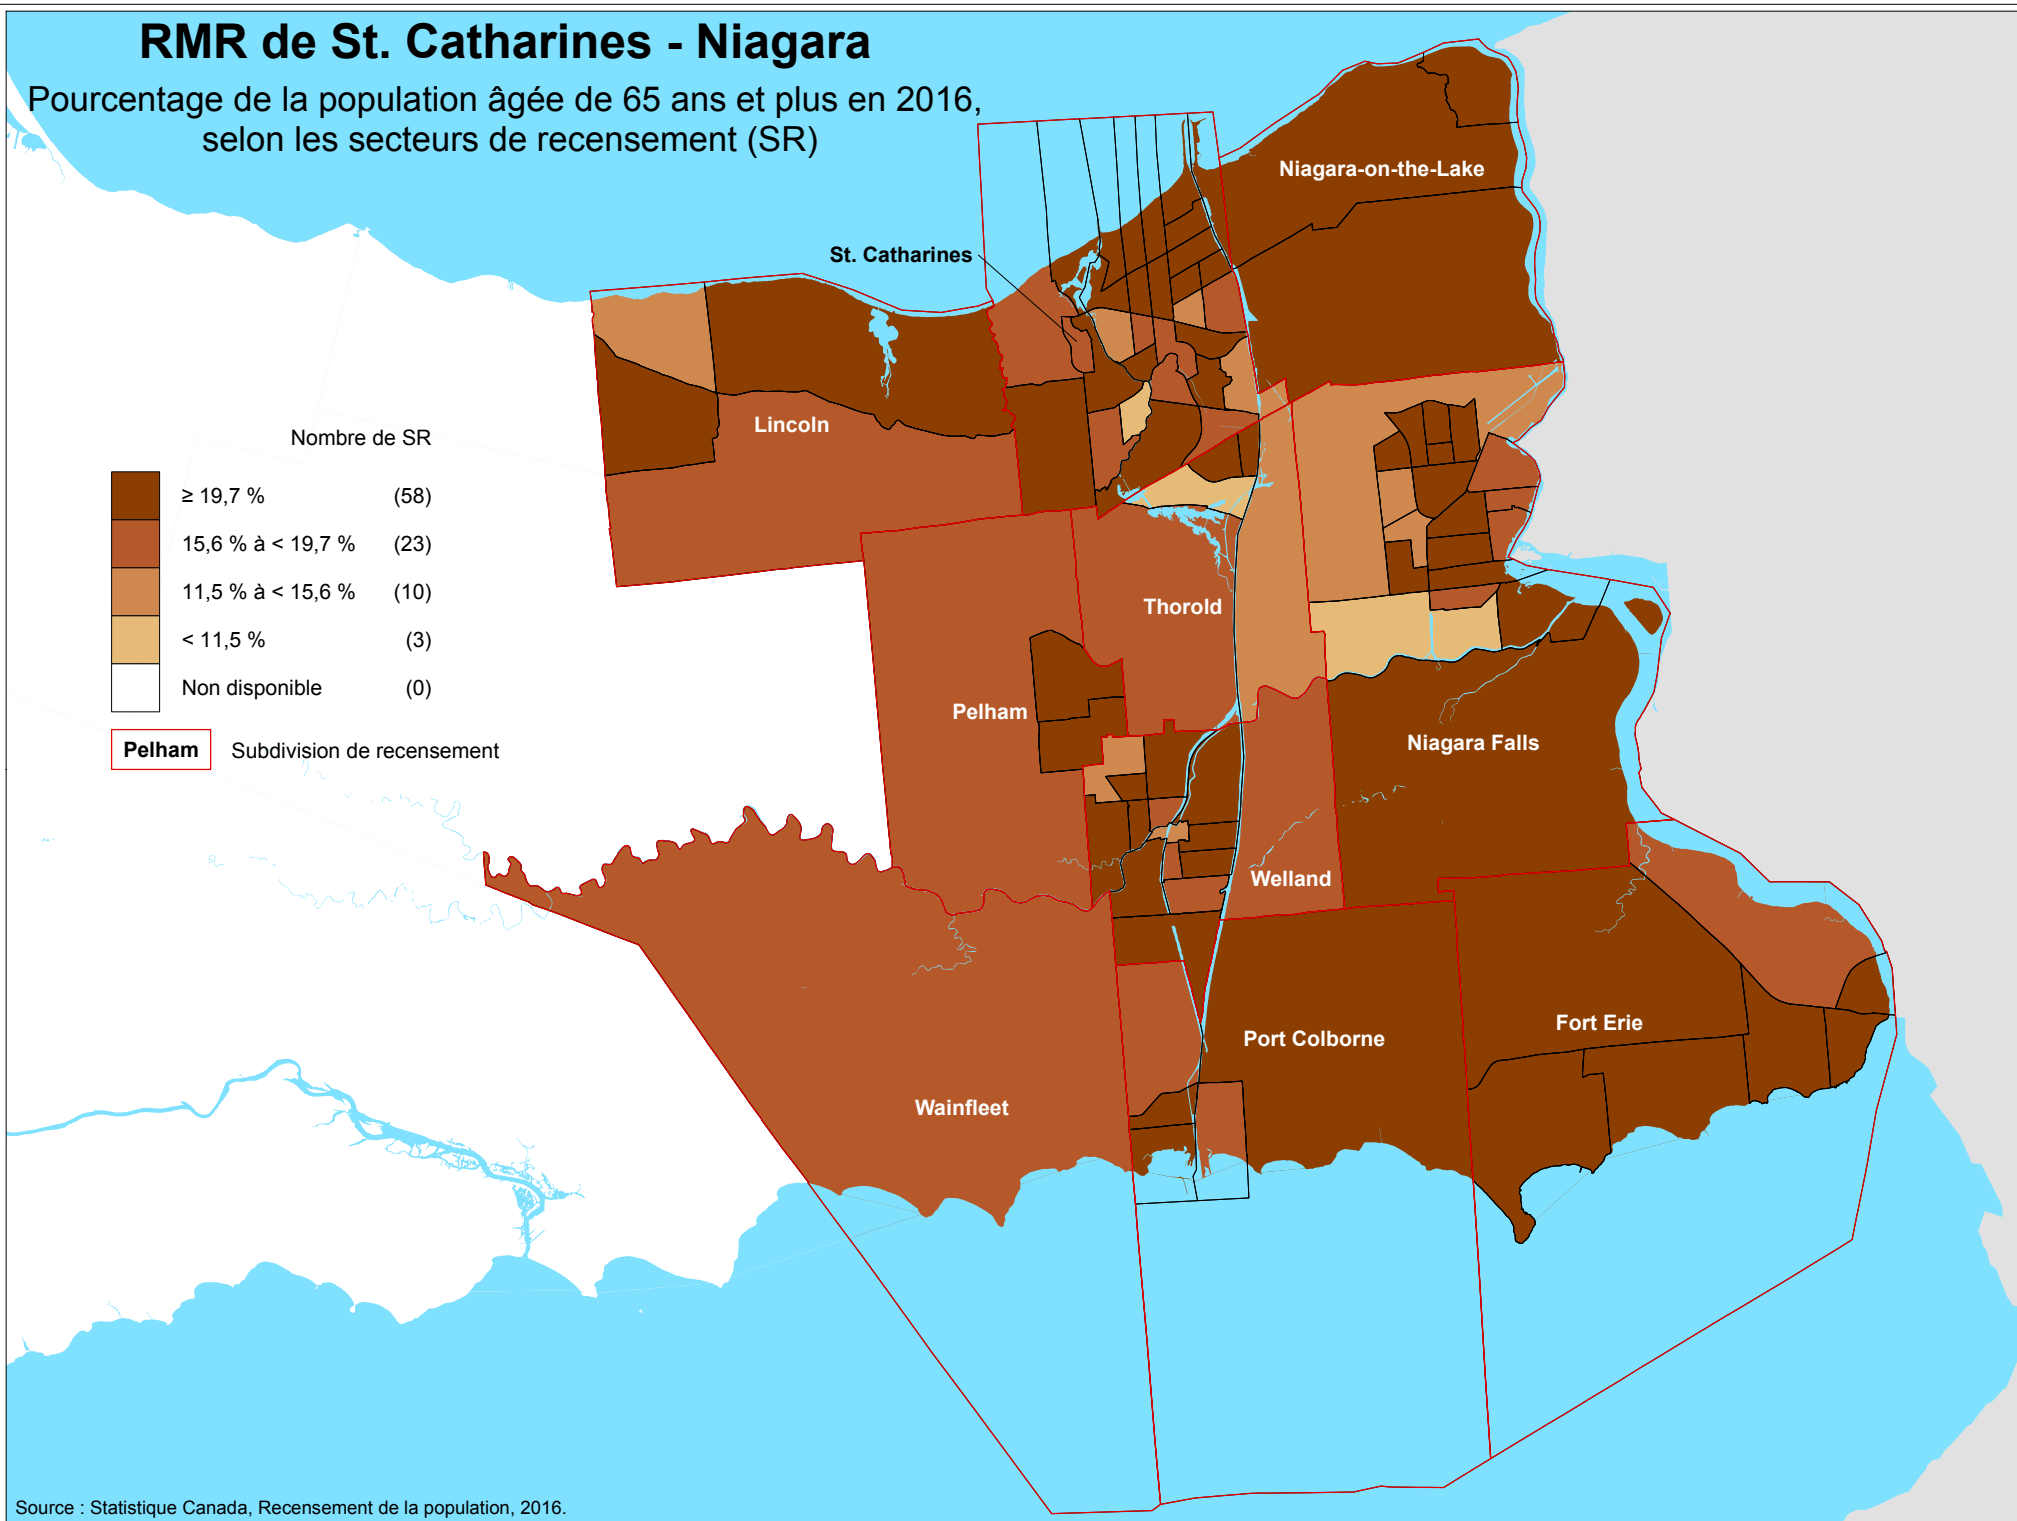 RMR de St. Catharines - Niagara
Pourcentage de la population âgée de 65 ans et plus en 2016,
selon les secteurs de recensement (SR)
Niagara-on-the-Lake
St. Catharines
Lincoln
Nombre de SR
≥ 19,7 % (58)
15,6 % à < 19,7 % (23)
11,5 % à < 15,6 % (10)
< 11,5 % (3)
Non disponible (0)
Pelham Subdivision de recensement
Thorold
Pelham
Niagara Falls
Welland
Fort Erie
Port Colborne
Wainfleet
Source : Statistique Canada, Recensement de la population, 2016.